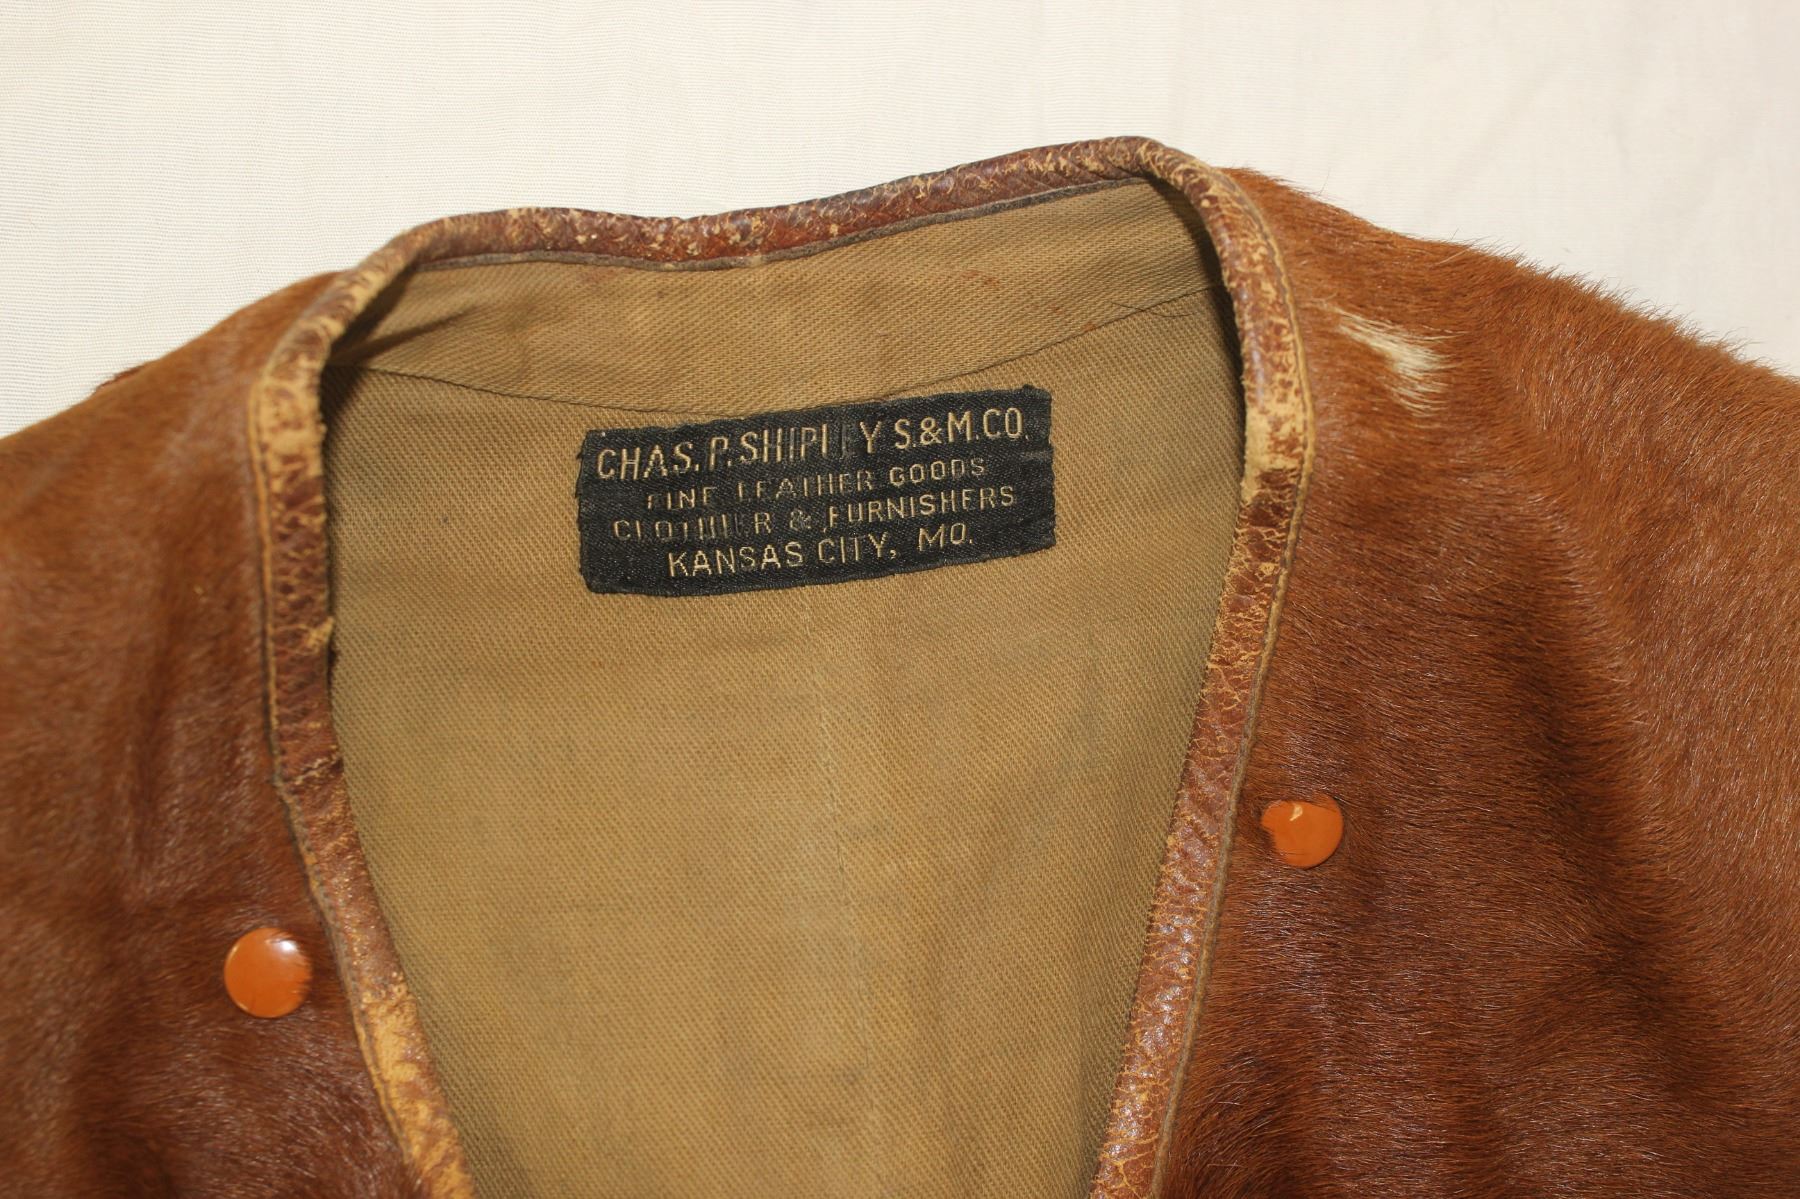 CHAS. P. SHIPLEY S.&M. CO.
FINE LEATHER GOODS
CLOTHIER & FURNISHERS
KANSAS CITY, MO.